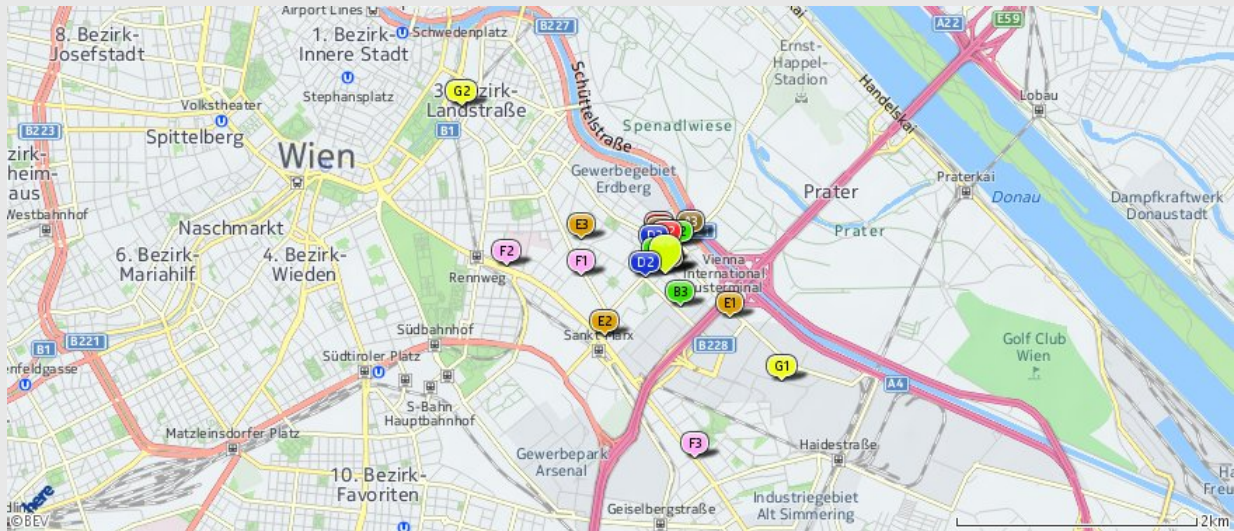 Airport Lines
8. Bezirk-
Josefstadt
1. Bezirk-
Innere Stadt
Schwedenplatz
B227
A22
E59
Ernst-
Happel-
Stadion
Handelskai
Lobau
Stephansplatz
G2
Landstraße
B1
Volkstheater
Spittelberg
B223
Schüttelstraße
Spenadlwiese
Wien
Gewerbegebiet
Erdberg
Praterkai
Donau
Prater
Dampfkraftwerk
Donaustadt
Westbahnhof
Naschmarkt
6. Bezirk-
Mariahilf
4. Bezirk-
Wieden
Rennweg
F2
E3
F1
D2
B3
Vienna
International
E1
Prater
E2
Sankt Marx
B228
G1
Golf Club
Wien
A4
B1
B221
Südbahnhof
Südtiroler Platz
S-Bahn
Hauptbahnhof
Matzleinsdorfer Platz
10. Bezirk-
Favoriten
Gewerbepark
Arsenal
F3
Haidestraße
Industriegebiet
Alt Simmering
Geiselbergstraße
here
©BEV
2km